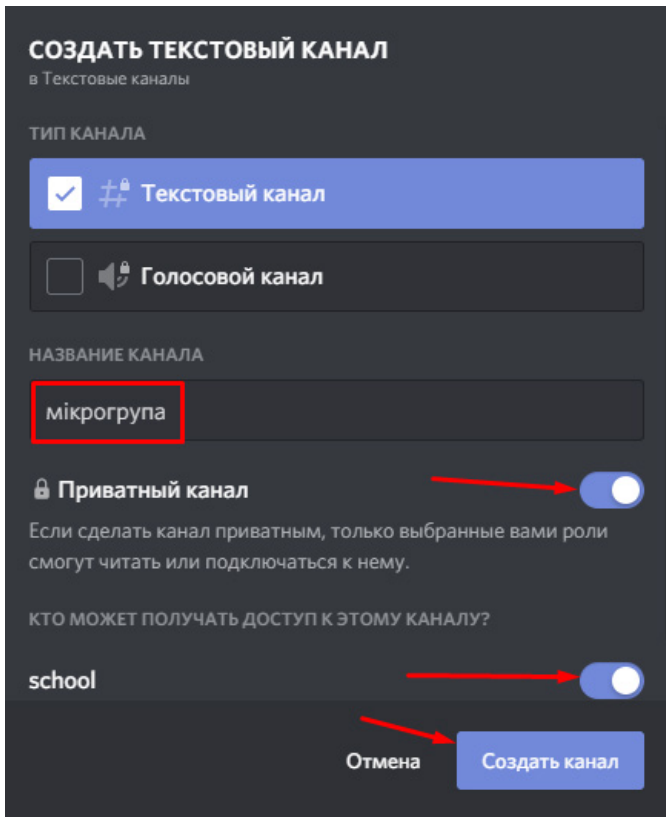 СОЗДАТЬ ТЕКСТОВЫЙ КАНАЛ
в Текстовые каналы
ТИП КАНАЛА
Текстовый канал
Голосовой канал
НАЗВАНИЕ КАНАЛА
мікрогрупа
Приватный канал
Если сделать канал приватным, только выбранные вами роли
смогут читать или подключаться к нему.
КТО МОЖЕТ ПОЛУЧАТЬ ДОСТУП К ЭТОМУ КАНАЛУ?
school
Отмена Создать канал